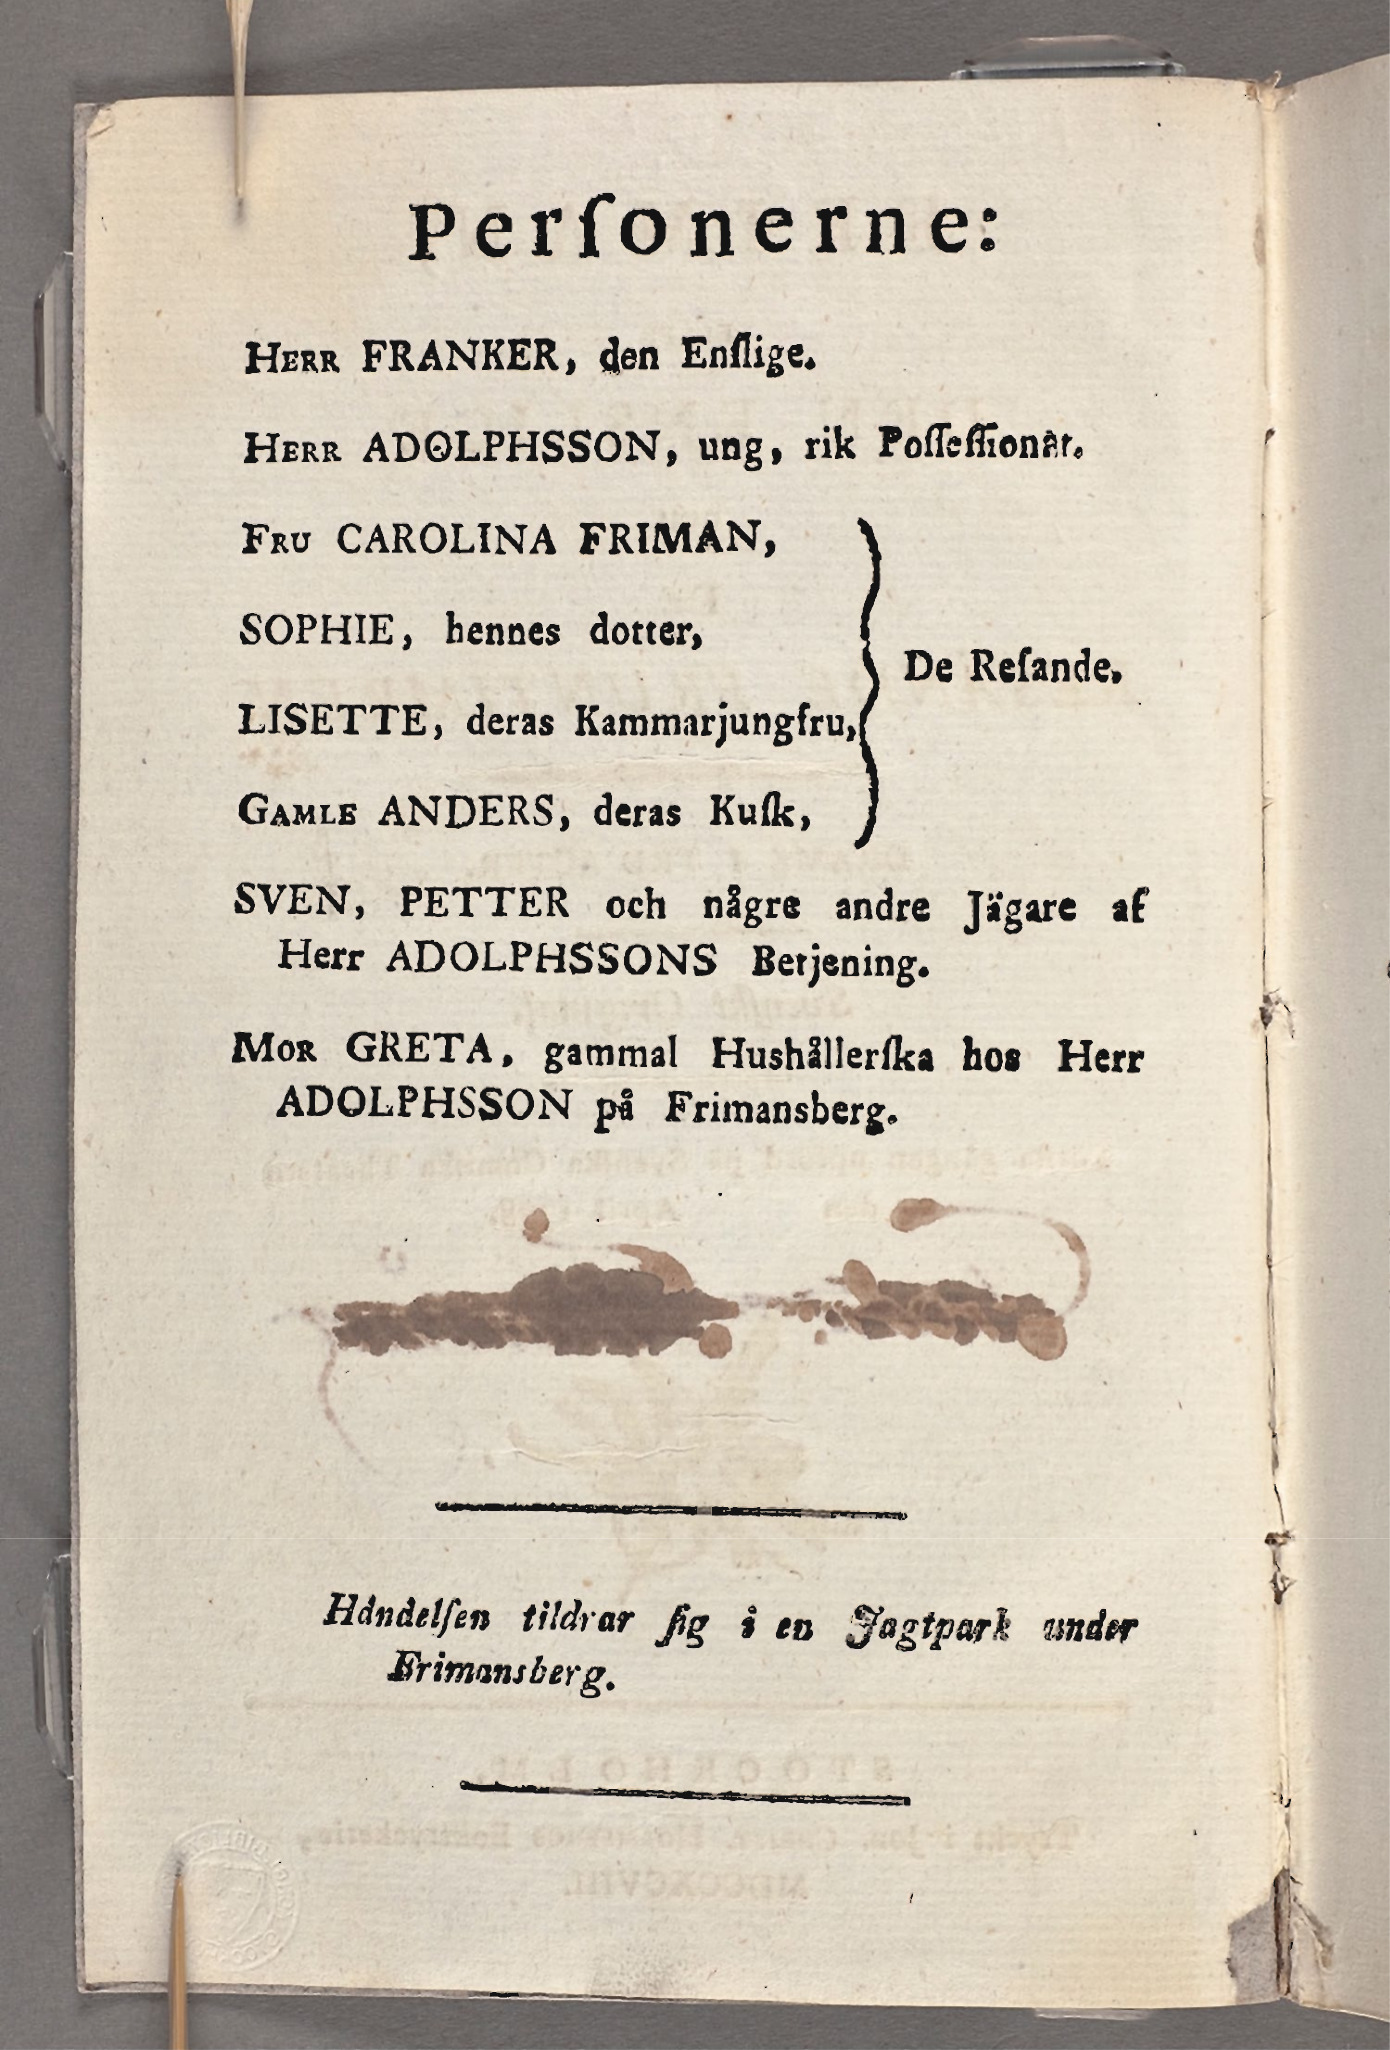 Perſonerne:
HERR FRANKER, den Enſlige.
HERR ADOLPHSSON, ung, rik Poſſeſſionär.
FRU CAROLINA FRIMAN,
SOPHIE, hennes dotter,
De Reſande.
LISETTE, deras Kammarjungfru,
GAMLE ANDERS, deras Kuſk,
SVEN, PETTER och någre andre Jägare af
Herr ADOLPHSSONS Betjening.
MOR GRETA, gammal Hushållerſka hos Herr
ADOLPHSSON på Frimansberg.
Händelſen tildrar ſig i en Jagtpark under
Frimansberg.